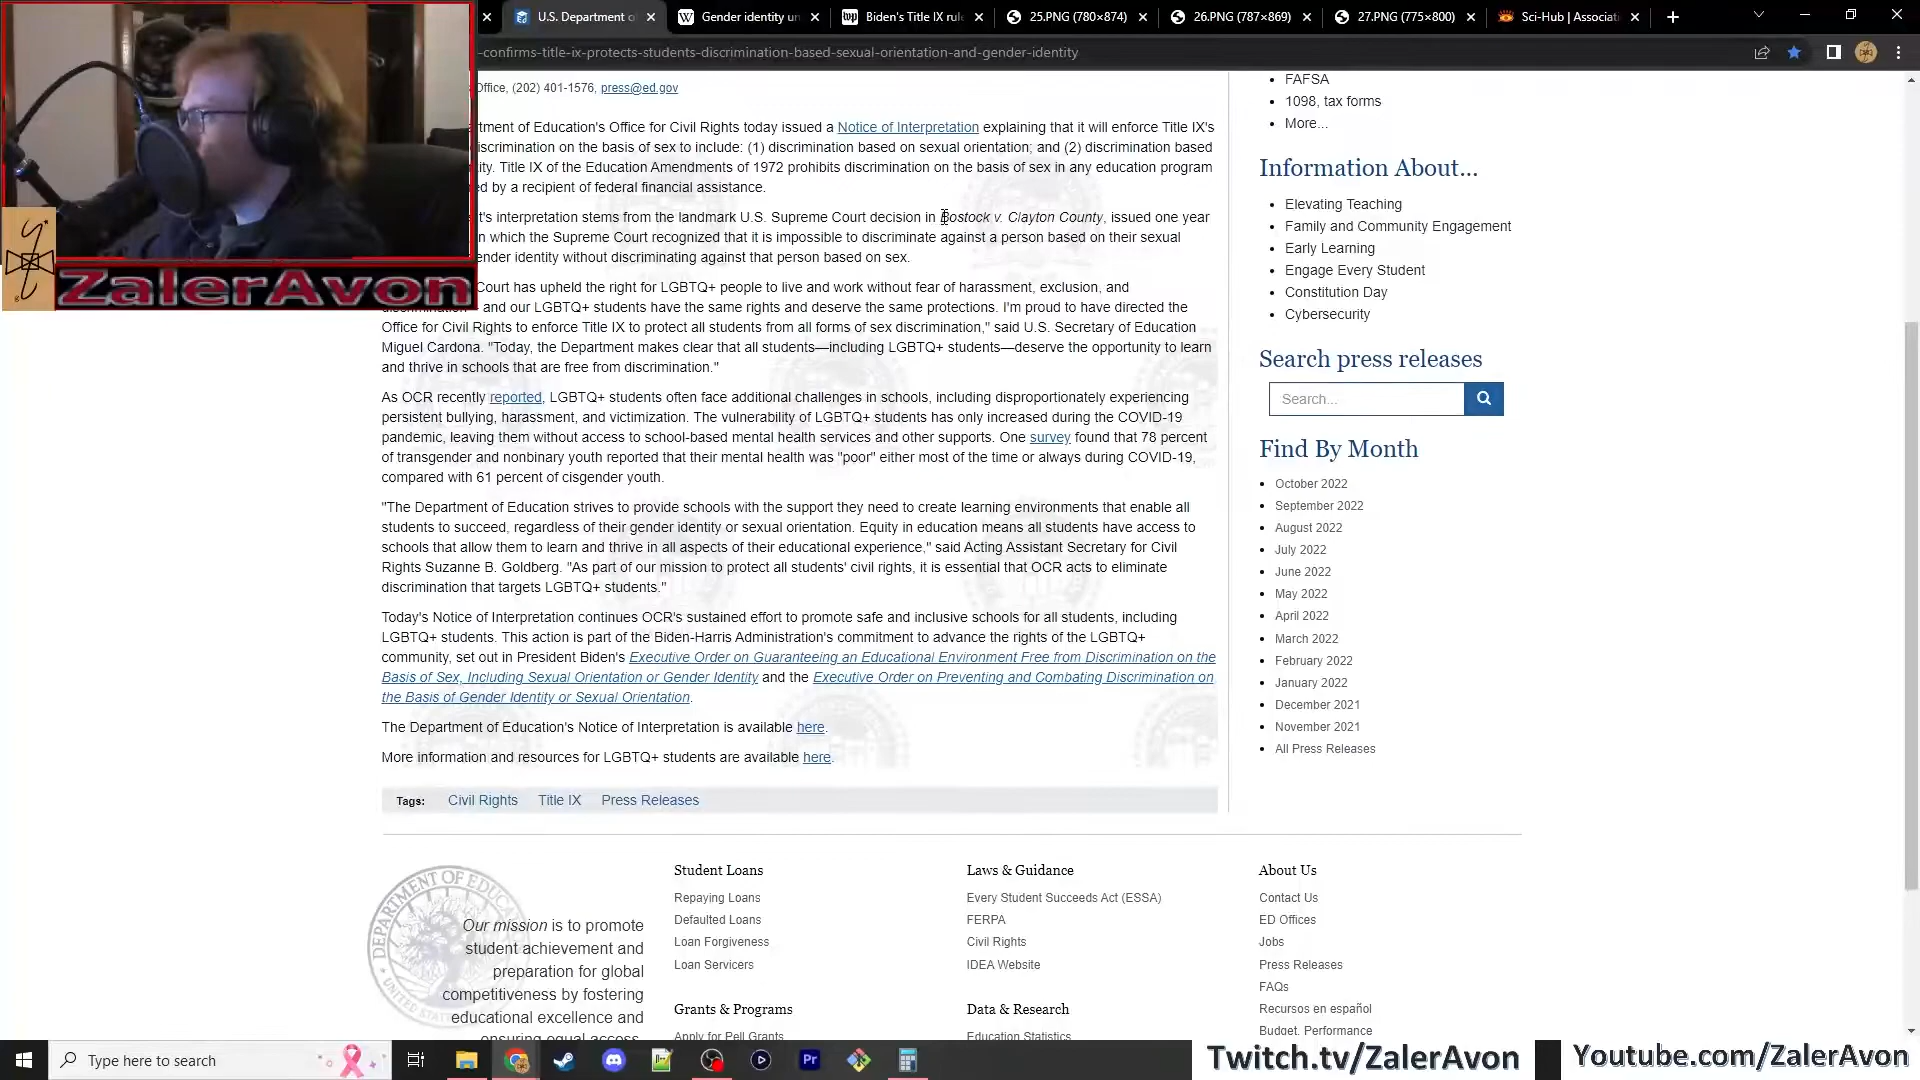 U.S. Department o
Gender identity un
Biden's Title IX rul
25.PNG (780×874)
26.PNG (787×869)
27.PNG (775×800)
Sci-Hub | Associati
-confirms-title-ix-protects-students-discrimination-based-sexual-orientation-and-gender-identity
Office, (202) 401-1576, press@ed.gov
rtment of Education's Office for Civil Rights today issued a Notice of Interpretation explaining that it will enforce Title IX's
iscrimination on the basis of sex to include: (1) discrimination based on sexual orientation; and (2) discrimination based
ity. Title IX of the Education Amendments of 1972 prohibits discrimination on the basis of sex in any education program
d by a recipient of federal financial assistance.
t's interpretation stems from the landmark U.S. Supreme Court decision in Bostock v. Clayton County, issued one year
n which the Supreme Court recognized that it is impossible to discriminate against a person based on their sexual
ender identity without discriminating against that person based on sex.
Court has upheld the right for LGBTQ+ people to live and work without fear of harassment, exclusion, and
and our LGBTQ+ students have the same rights and deserve the same protections. I'm proud to have directed the
Office for Civil Rights to enforce Title IX to protect all students from all forms of sex discrimination," said U.S. Secretary of Education
Miguel Cardona. "Today, the Department makes clear that all students—including LGBTQ+ students—deserve the opportunity to learn
and thrive in schools that are free from discrimination."
As OCR recently reported, LGBTQ+ students often face additional challenges in schools, including disproportionately experiencing
persistent bullying, harassment, and victimization. The vulnerability of LGBTQ+ students has only increased during the COVID-19
pandemic, leaving them without access to school-based mental health services and other supports. One survey found that 78 percent
of transgender and nonbinary youth reported that their mental health was "poor" either most of the time or always during COVID-19,
compared with 61 percent of cisgender youth.
"The Department of Education strives to provide schools with the support they need to create learning environments that enable all
students to succeed, regardless of their gender identity or sexual orientation. Equity in education means all students have access to
schools that allow them to learn and thrive in all aspects of their educational experience," said Acting Assistant Secretary for Civil
Rights Suzanne B. Goldberg. "As part of our mission to protect all students' civil rights, it is essential that OCR acts to eliminate
discrimination that targets LGBTQ+ students."
Today's Notice of Interpretation continues OCR's sustained effort to promote safe and inclusive schools for all students, including
LGBTQ+ students. This action is part of the Biden-Harris Administration's commitment to advance the rights of the LGBTQ+
community, set out in President Biden's Executive Order on Guaranteeing an Educational Environment Free from Discrimination on the
Basis of Sex, Including Sexual Orientation or Gender Identity and the Executive Order on Preventing and Combating Discrimination on
the Basis of Gender Identity or Sexual Orientation.
The Department of Education's Notice of Interpretation is available here.
More information and resources for LGBTQ+ students are available here.
Tags: Civil Rights Title IX Press Releases
FAFSA
1098, tax forms
More...
Information About...
Elevating Teaching
Family and Community Engagement
Early Learning
Engage Every Student
Constitution Day
Cybersecurity
Search press releases
Search...
Find By Month
October 2022
September 2022
August 2022
July 2022
June 2022
May 2022
April 2022
March 2022
February 2022
January 2022
December 2021
November 2021
All Press Releases
Our mission is to promote
student achievement and
preparation for global
competitiveness by fostering
educational excellence and
ensuring equal access.
Student Loans
Repaying Loans
Defaulted Loans
Loan Forgiveness
Loan Servicers
Grants & Programs
Apply for Pell Grants
Laws & Guidance
Every Student Succeeds Act (ESSA)
FERPA
Civil Rights
IDEA Website
Data & Research
Education Statistics
About Us
Contact Us
ED Offices
Jobs
Press Releases
FAQs
Recursos en español
Budget, Performance
ZalerAvon
Type here to search
Twitch.tv/ZalerAvon
Youtube.com/ZalerAvon